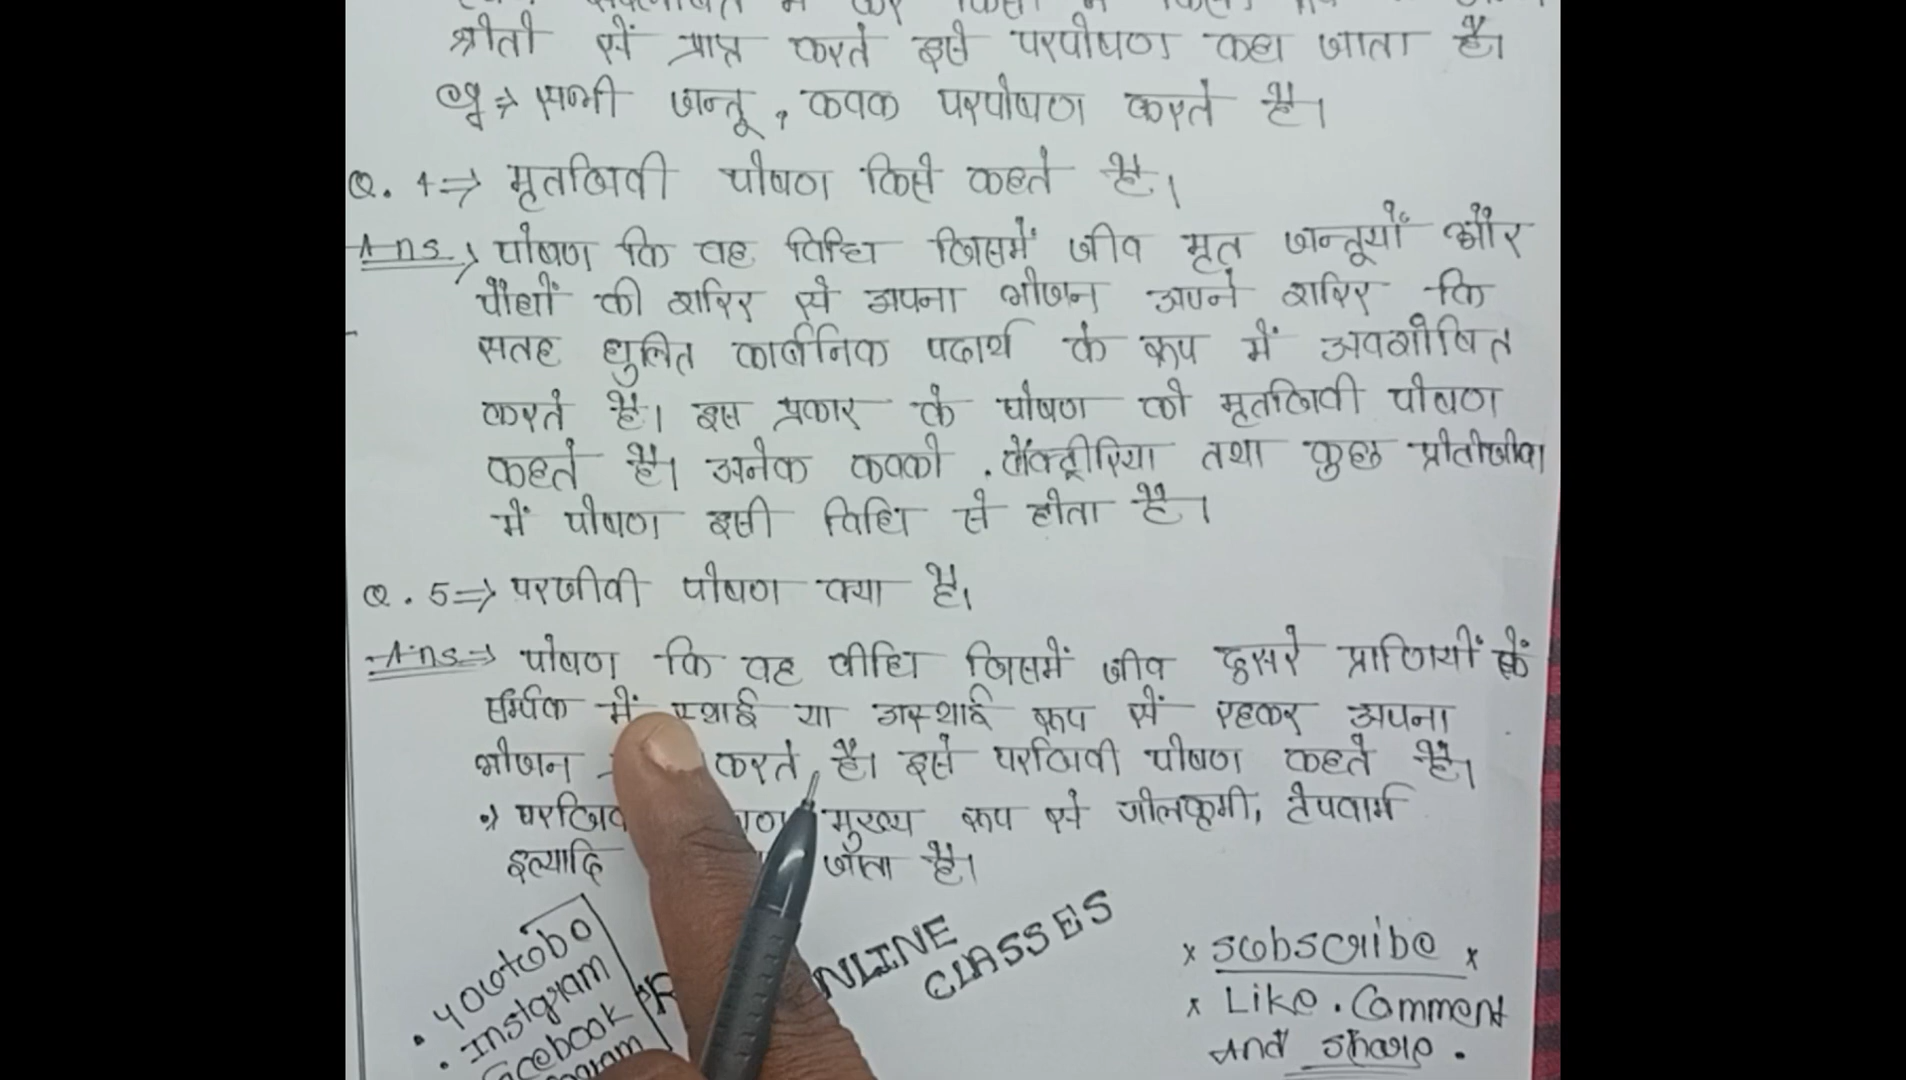 श्रोतो सें प्राप्त करते इसे परपोषण कहा जाता है।
eg ⇒ सभी जन्तू, कवक परपोषण करते है।
Q. 4 ⇒ मृतजिवी पोषण किसे कहते है।
Ans ⇒ पोषण कि वह विधि जिसमें जीव मृत जन्तूयों और
पौधों की शरिर से अपना भोजन अपने शरिर कि
सतह धुलित कार्बनिक पदार्थ के रूप में अवशोषित
करते है। इस प्रकार के पोषण को मृतजिवी पोषण
कहते है। अनेक कवको . बैक्ट्रीरिया तथा कुछ प्रोतोजोवा
में पोषण इसी विधि से होता है।
Q. 5 ⇒ परजीवी पोषण क्या है।
Ans ⇒ पोषण कि वह वीधि जिसमें जीव दुसरे प्राणियों के
सर्म्पक में स्थाई या अस्थाई रूप सें रहकर अपना
भोजन करते है। इसे परजिवी पोषण कहते है।
मुख्य रूप से गोलकृमी, टेपवार्म
इत्यादि जाता है।
• Youtube
• Instgram
ONLINE
CLASSES
x Subscribe x
x Like . Comment
And share .